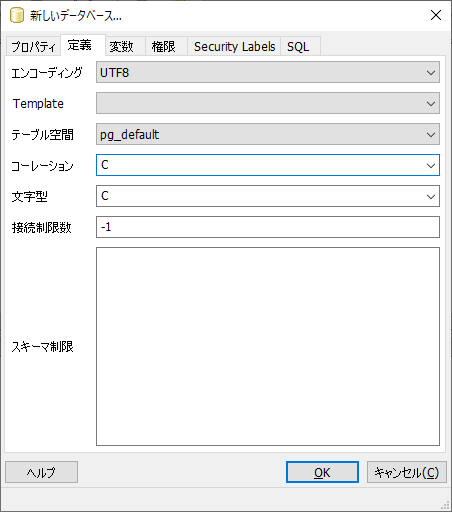 新しいデータベース...
プロパティ 定義 変数 権限 Security Labels SQL
エンコーディング UTF8
Template
テーブル空間 pg_default
コーレーション C
文字型 C
接続制限数 -1
スキーマ制限
ヘルプ OK キャンセル(C)